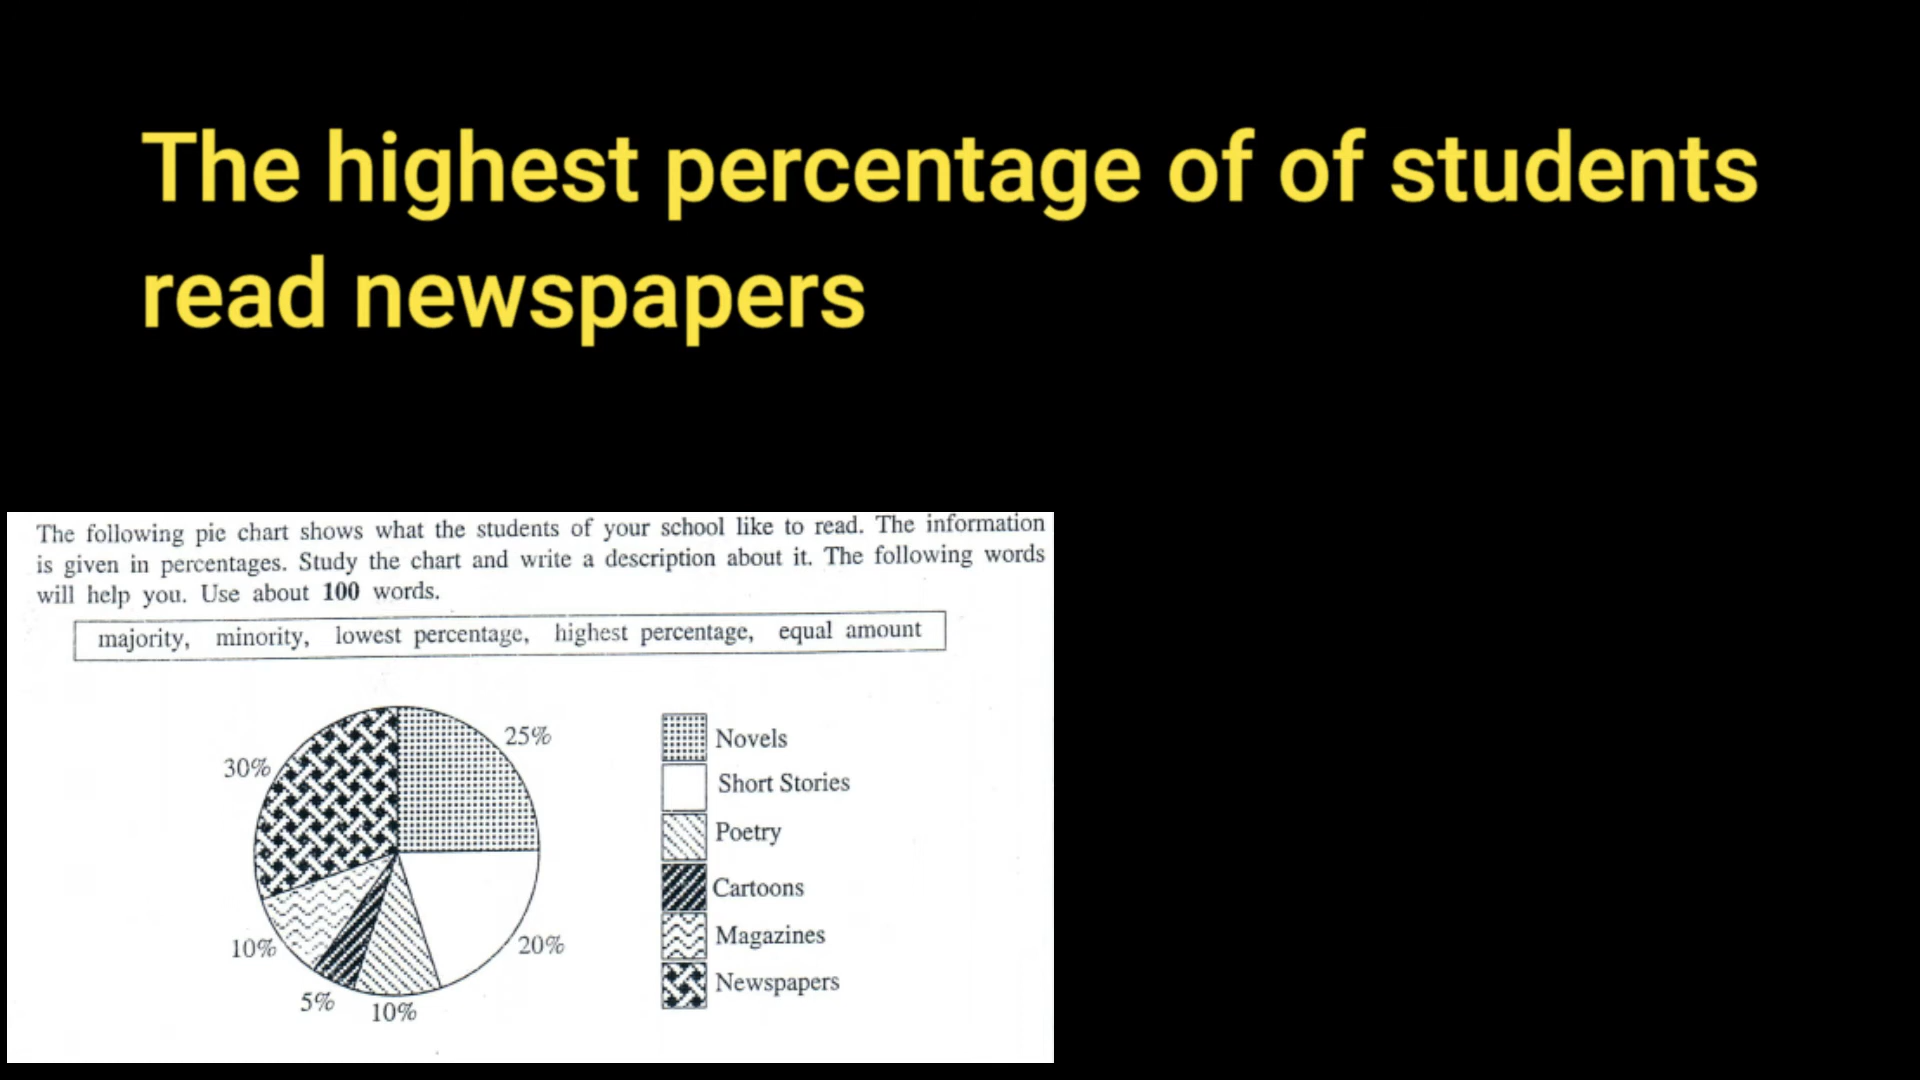 The highest percentage of of students
read newspapers
The following pie chart shows what the students of your school like to read. The information
is given in percentages. Study the chart and write a description about it. The following words
will help you. Use about 100 words.
majority, minority, lowest percentage, highest percentage, equal amount
25%
30%
20%
10%
5%
10%
Novels
Short Stories
Poetry
Cartoons
Magazines
Newspapers